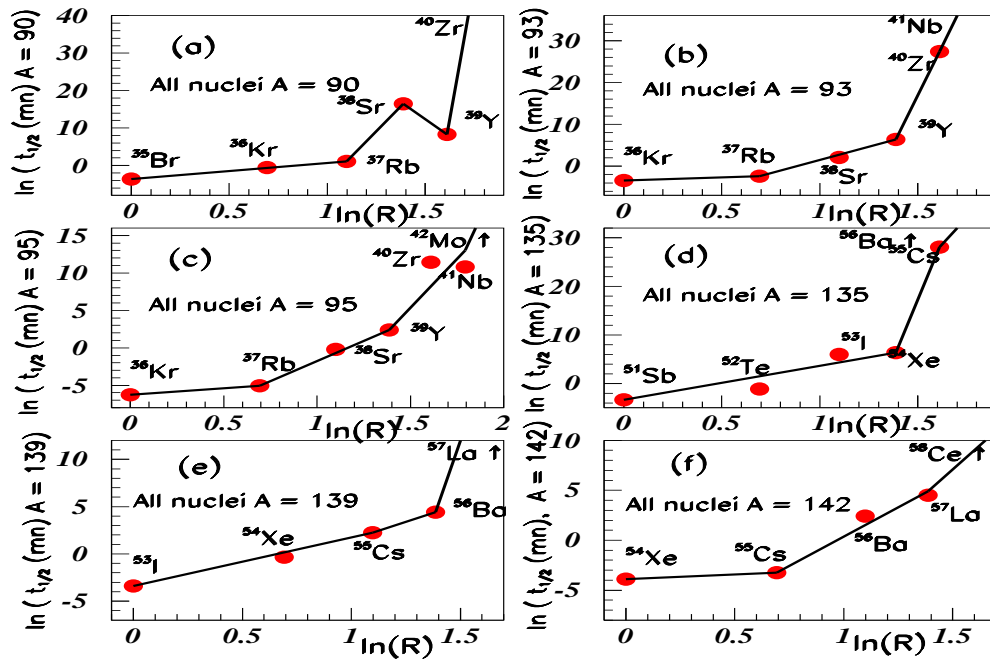 ln ( t₁/₂ (mn) A = 90)
40
30
20
10
0
(a)
All nuclei A = 90
³⁵Br
³⁶Kr
³⁷Rb
³⁸Sr
³⁹Y
⁴⁰Zr
0 0.5 1 1.5
ln(R)
ln ( t₁/₂ (mn) A = 93)
30
20
10
0
(b)
All nuclei A = 93
³⁶Kr
³⁷Rb
³⁸Sr
³⁹Y
⁴⁰Zr
⁴¹Nb
0 0.5 1 1.5
ln(R)
ln ( t₁/₂ (mn) A = 95)
15
10
5
0
-5
(c)
All nuclei A = 95
³⁶Kr
³⁷Rb
³⁸Sr
³⁹Y
⁴⁰Zr
⁴¹Nb
⁴²Mo ↑
0 0.5 1 1.5 2
ln(R)
ln ( t₁/₂ (mn) A = 135)
30
20
10
0
(d)
All nuclei A = 135
⁵¹Sb
⁵²Te
⁵³I
⁵⁴Xe
⁵⁵Cs
⁵⁶Ba ↑
0 0.5 1 1.5
ln(R)
ln ( t₁/₂ (mn) A = 139)
10
5
0
-5
(e)
All nuclei A = 139
⁵³I
⁵⁴Xe
⁵⁵Cs
⁵⁶Ba
⁵⁷La ↑
0 0.5 1 1.5
ln(R)
ln ( t₁/₂ (mn), A = 142)
10
5
0
-5
(f)
All nuclei A = 142
⁵⁴Xe
⁵⁵Cs
⁵⁶Ba
⁵⁷La
⁵⁸Ce ↑
0 0.5 1 1.5
ln(R)